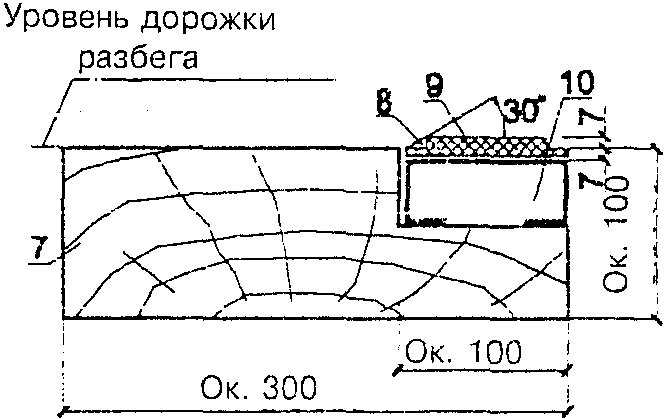 Уровень дорожки
разбега
8 9 30° 10
7
7
7
Ок. 100
Ок. 100
Ок. 300